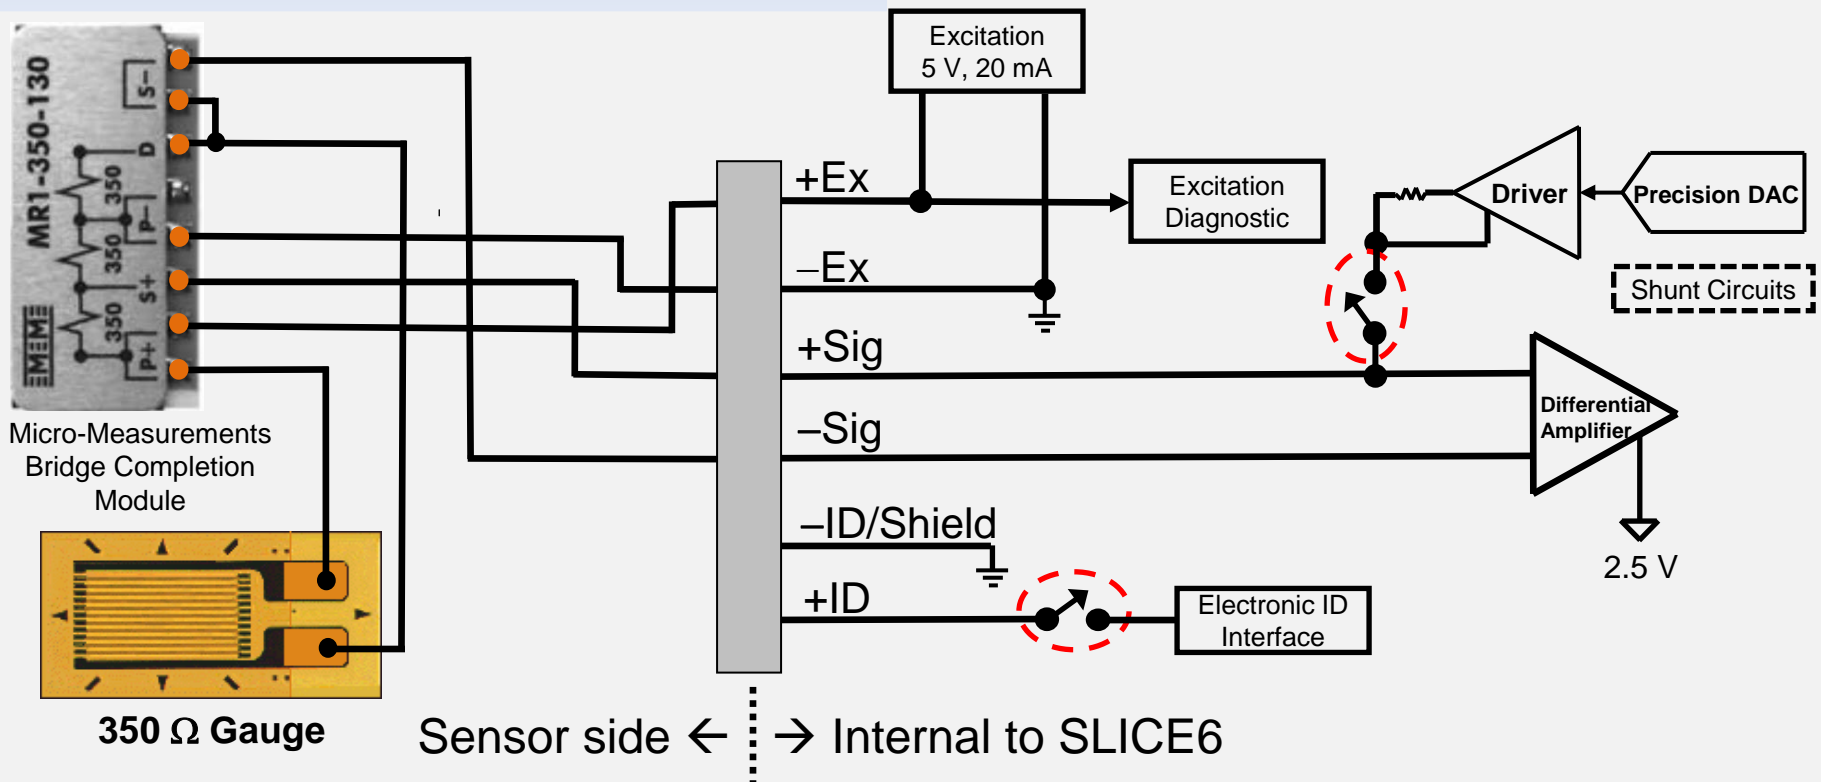 MR1-350-130
S−
D
350
P−
350
S+
350
P+
MM
Micro-Measurements
Bridge Completion
Module
350 Ω Gauge
Excitation
5 V, 20 mA
+Ex
Excitation
Diagnostic
−Ex
+Sig
−Sig
−ID/Shield
+ID
Electronic ID
Interface
Driver
Precision DAC
Shunt Circuits
Differential
Amplifier
2.5 V
Sensor side ← → Internal to SLICE6